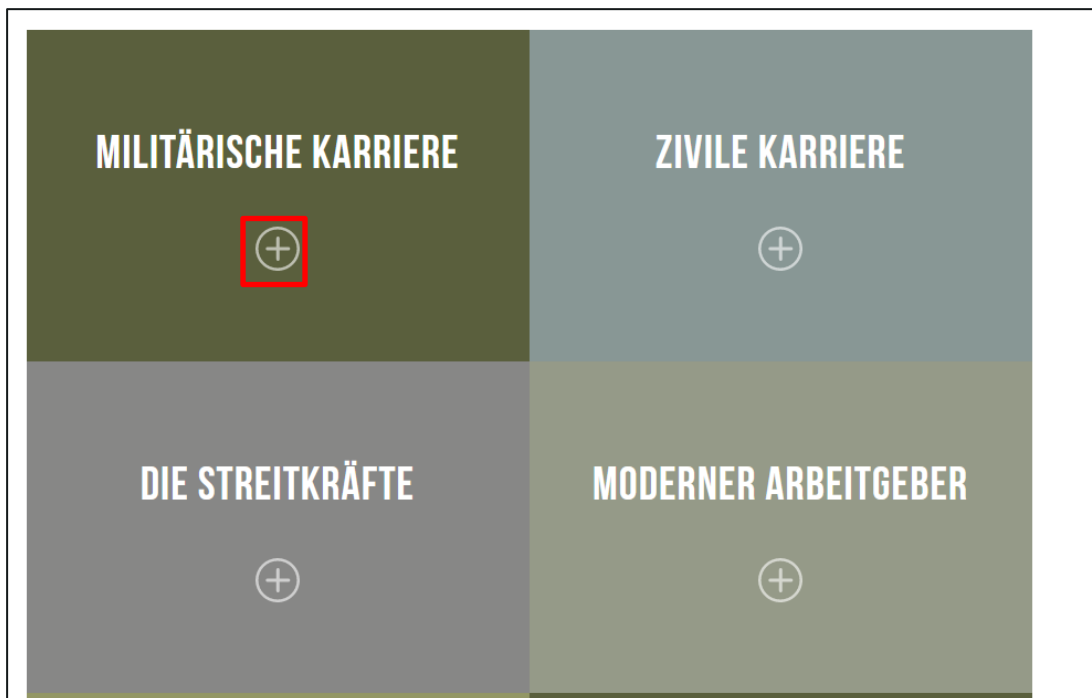 MILITÄRISCHE KARRIERE
ZIVILE KARRIERE
DIE STREITKRÄFTE
MODERNER ARBEITGEBER